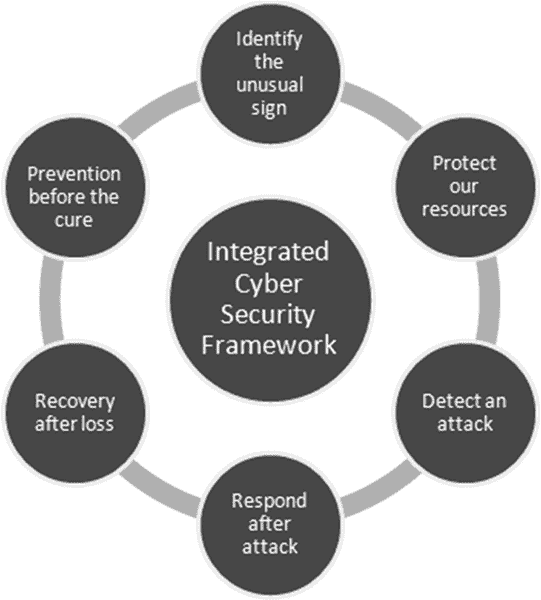 Identify
the
unusual
sign
Protect
our
resources
Detect an
attack
Respond
after
attack
Recovery
after loss
Prevention
before the
cure
Integrated
Cyber
Security
Framework